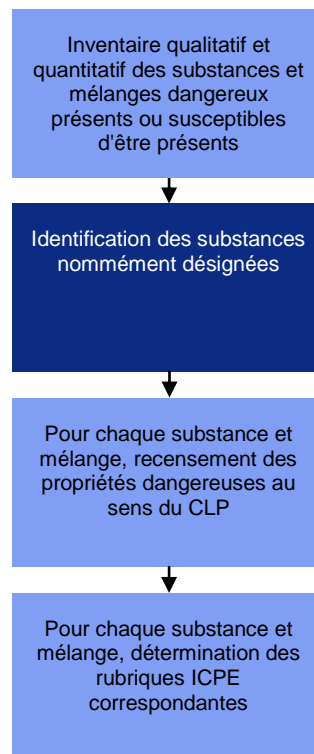 Inventaire qualitatif et
quantitatif des substances et
mélanges dangereux
présents ou susceptibles
d'être présents
Identification des substances
nommément désignées
Pour chaque substance et
mélange, recensement des
propriétés dangereuses au
sens du CLP
Pour chaque substance et
mélange, détermination des
rubriques ICPE
correspondantes